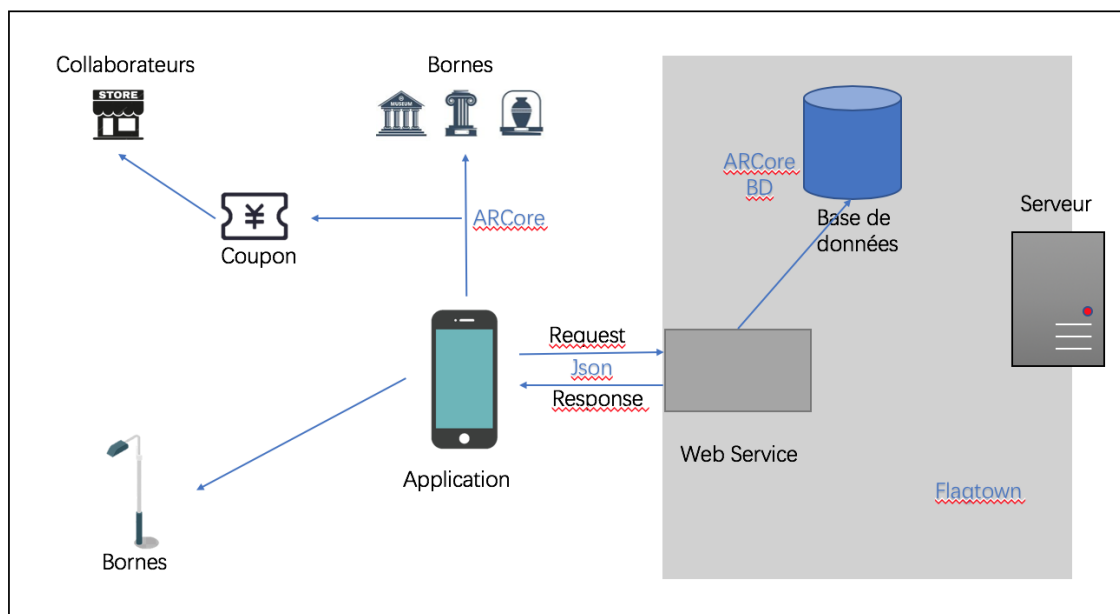 Collaborateurs
STORE
Bornes
MUSEUM
ARCore
BD
Base de
données
Serveur
¥
Coupon
ARCore
Request
Json
Response
Web Service
Application
Flagtown
Bornes